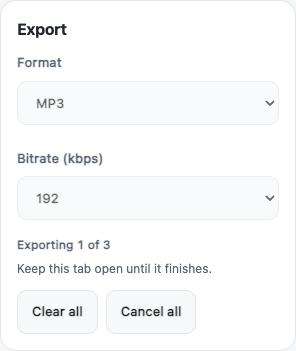 Export
Format
MP3
Bitrate (kbps)
192
Exporting 1 of 3
Keep this tab open until it finishes.
Clear all Cancel all